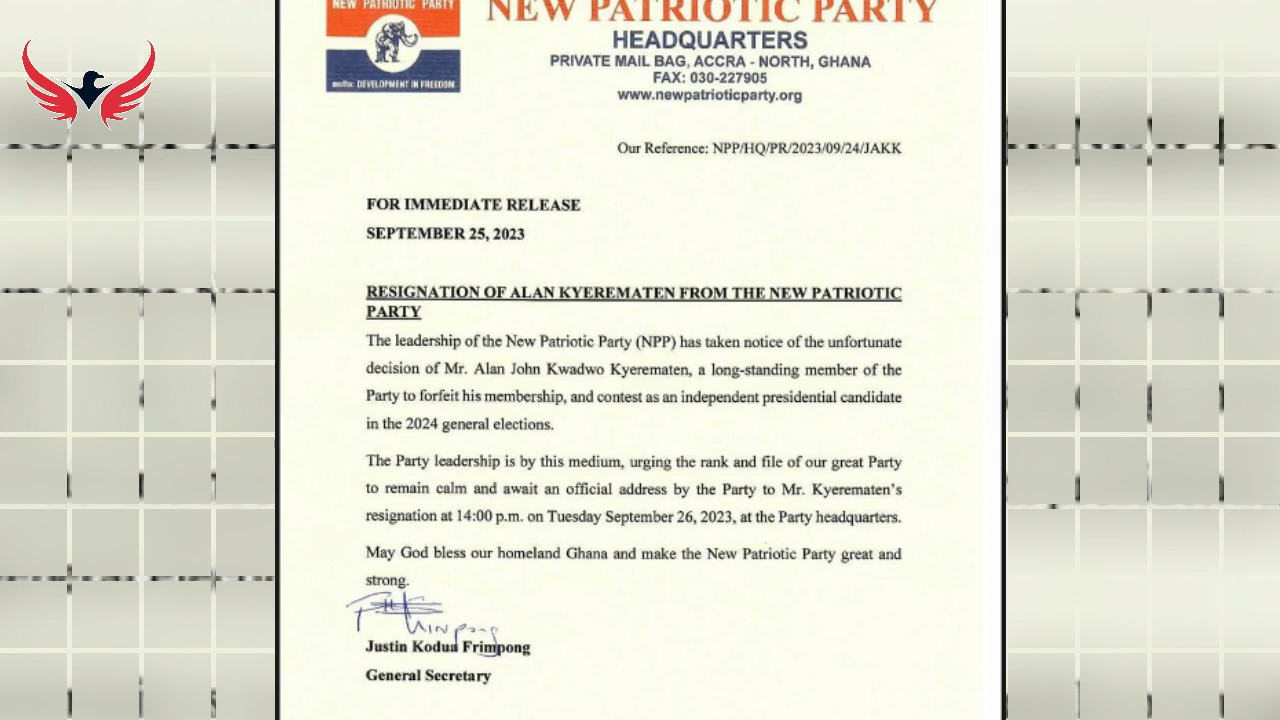 NEW PATRIOTIC PARTY
motto: DEVELOPMENT IN FREEDOM
NEW PATRIOTIC PARTY
HEADQUARTERS
PRIVATE MAIL BAG, ACCRA - NORTH, GHANA
FAX: 030-227905
www.newpatrioticparty.org
Our Reference: NPP/HQ/PR/2023/09/24/JAKK
FOR IMMEDIATE RELEASE
SEPTEMBER 25, 2023
RESIGNATION OF ALAN KYEREMATEN FROM THE NEW PATRIOTIC
PARTY
The leadership of the New Patriotic Party (NPP) has taken notice of the unfortunate
decision of Mr. Alan John Kwadwo Kyerematen, a long-standing member of the
Party to forfeit his membership, and contest as an independent presidential candidate
in the 2024 general elections.
The Party leadership is by this medium, urging the rank and file of our great Party
to remain calm and await an official address by the Party to Mr. Kyerematen's
resignation at 14:00 p.m. on Tuesday September 26, 2023, at the Party headquarters.
May God bless our homeland Ghana and make the New Patriotic Party great and
strong.
Justin Kodua Frimpong
General Secretary